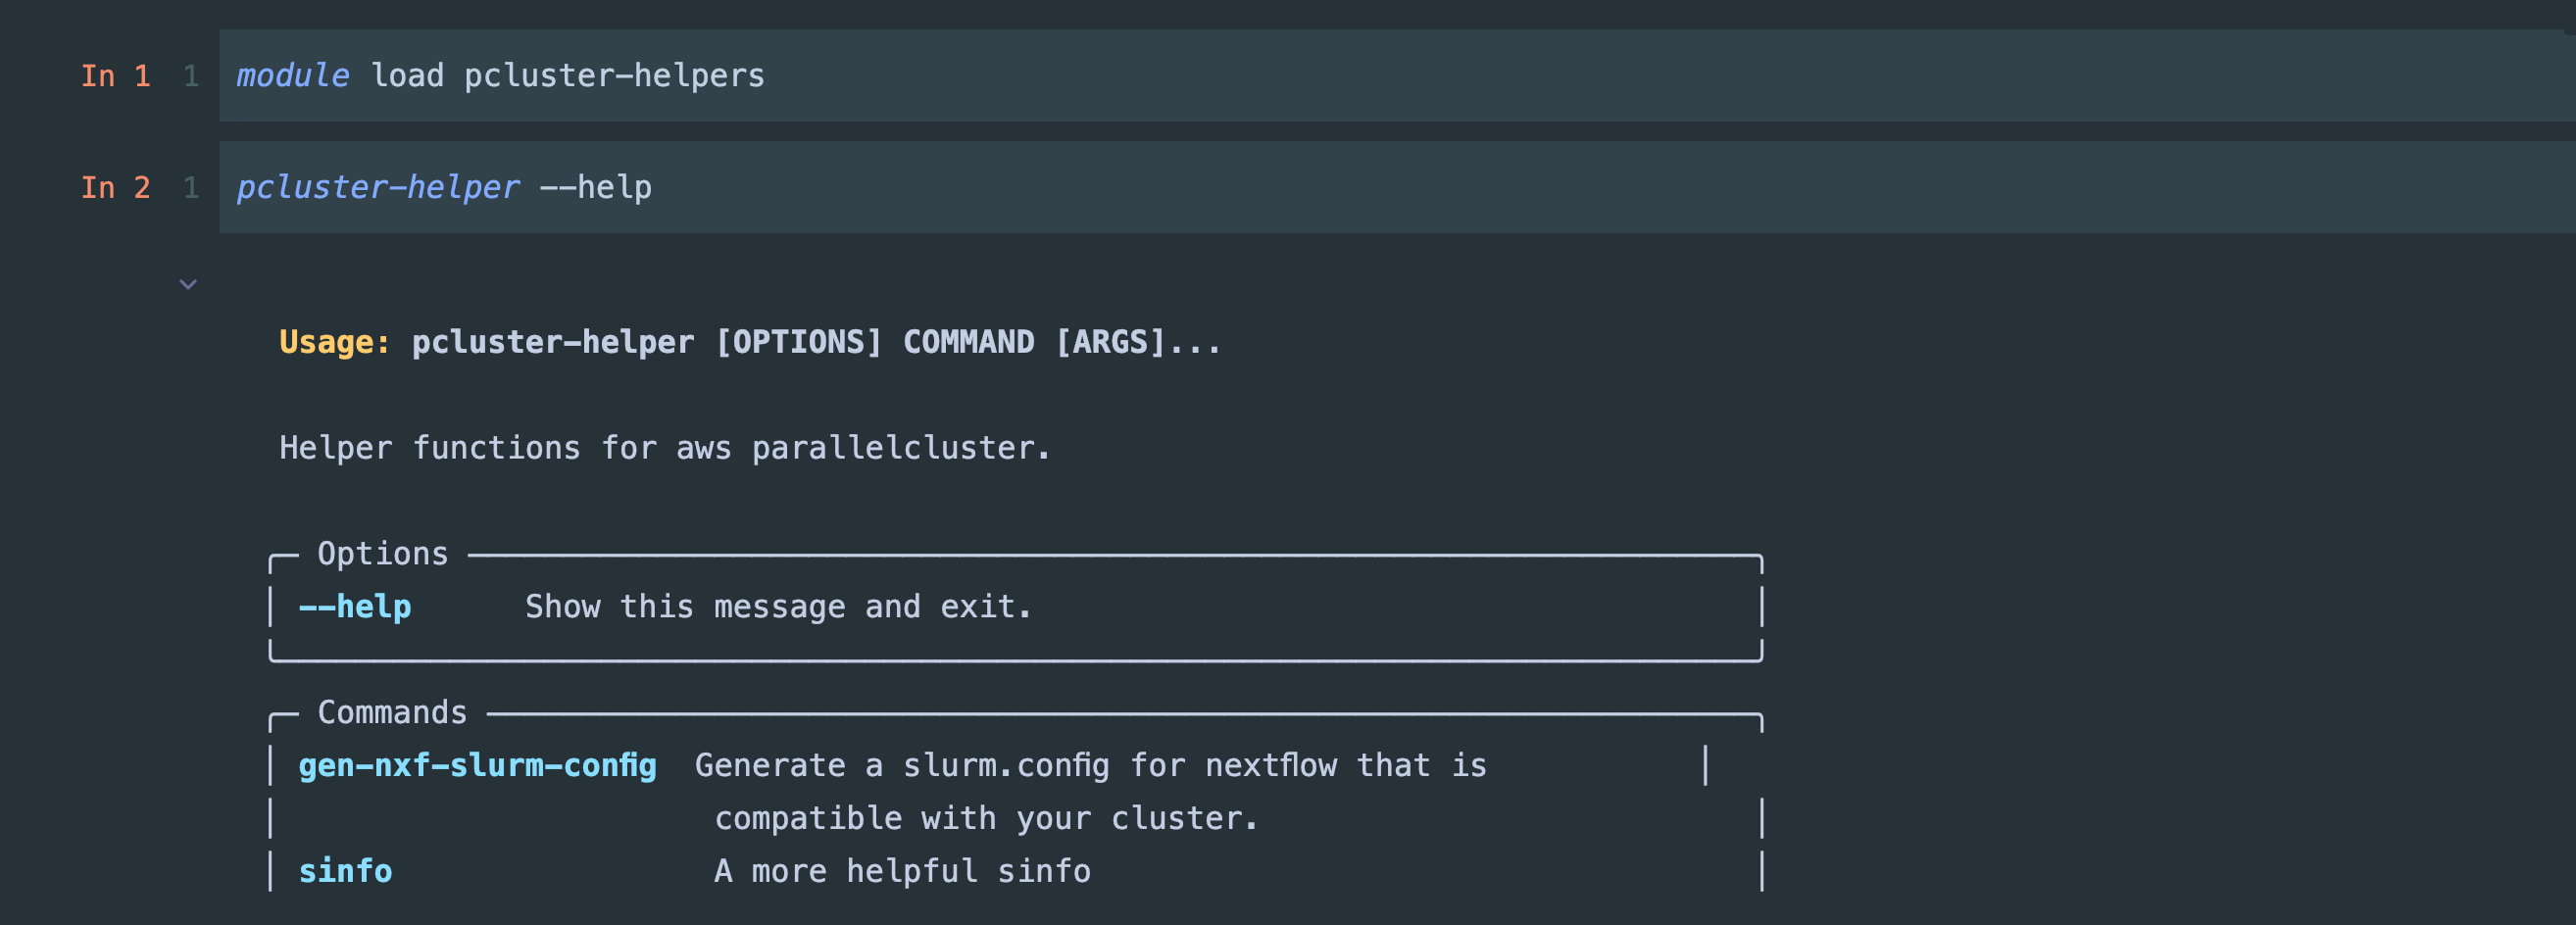 In 1 1 module load pcluster-helpers
In 2 1 pcluster-helper --help
Usage: pcluster-helper [OPTIONS] COMMAND [ARGS]...
Helper functions for aws parallelcluster.
Options
--help Show this message and exit.
Commands
gen-nxf-slurm-config Generate a slurm.config for nextflow that is
compatible with your cluster.
sinfo A more helpful sinfo